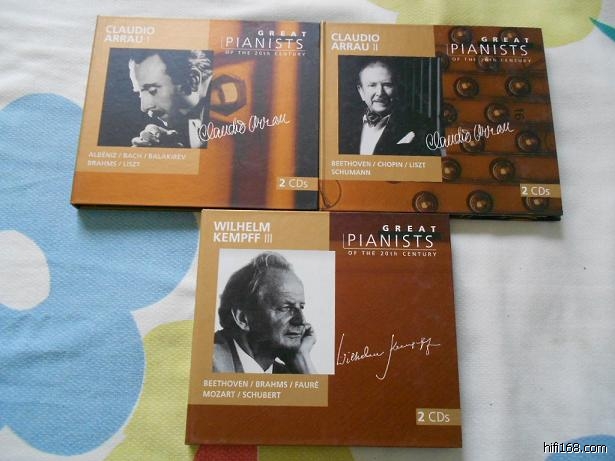 CLAUDIO
ARRAU I
GREAT
PIANISTS
OF THE 20th CENTURY
Claudio Arrau
ALBÉNIZ / BACH / BALAKIREV
BRAHMS / LISZT
2 CDs
CLAUDIO
ARRAU II
GREAT
PIANISTS
OF THE 20th CENTURY
Claudio Arrau
BEETHOVEN / CHOPIN / LISZT
SCHUMANN
2 CDs
WILHELM
KEMPFF III
GREAT
PIANISTS
OF THE 20th CENTURY
Wilhelm Kempff
BEETHOVEN / BRAHMS / FAURÉ
MOZART / SCHUBERT
2 CDs
hifi168.com